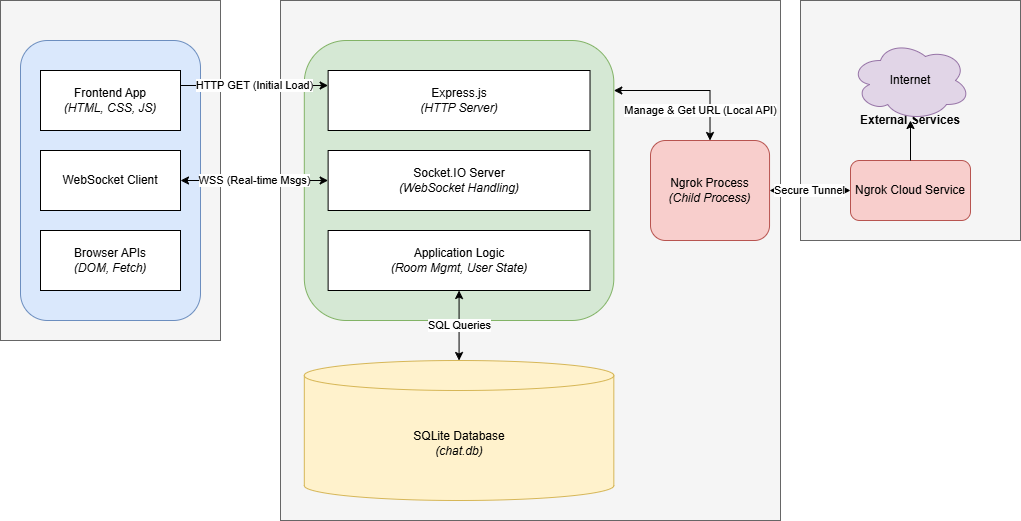 Frontend App
(HTML, CSS, JS)
HTTP GET (Initial Load)
Express.js
(HTTP Server)
WebSocket Client
WSS (Real-time Msgs)
Socket.IO Server
(WebSocket Handling)
Browser APIs
(DOM, Fetch)
Application Logic
(Room Mgmt, User State)
SQL Queries
SQLite Database
(chat.db)
Manage & Get URL (Local API)
Ngrok Process
(Child Process)
Secure Tunnel
Internet
External Services
Ngrok Cloud Service